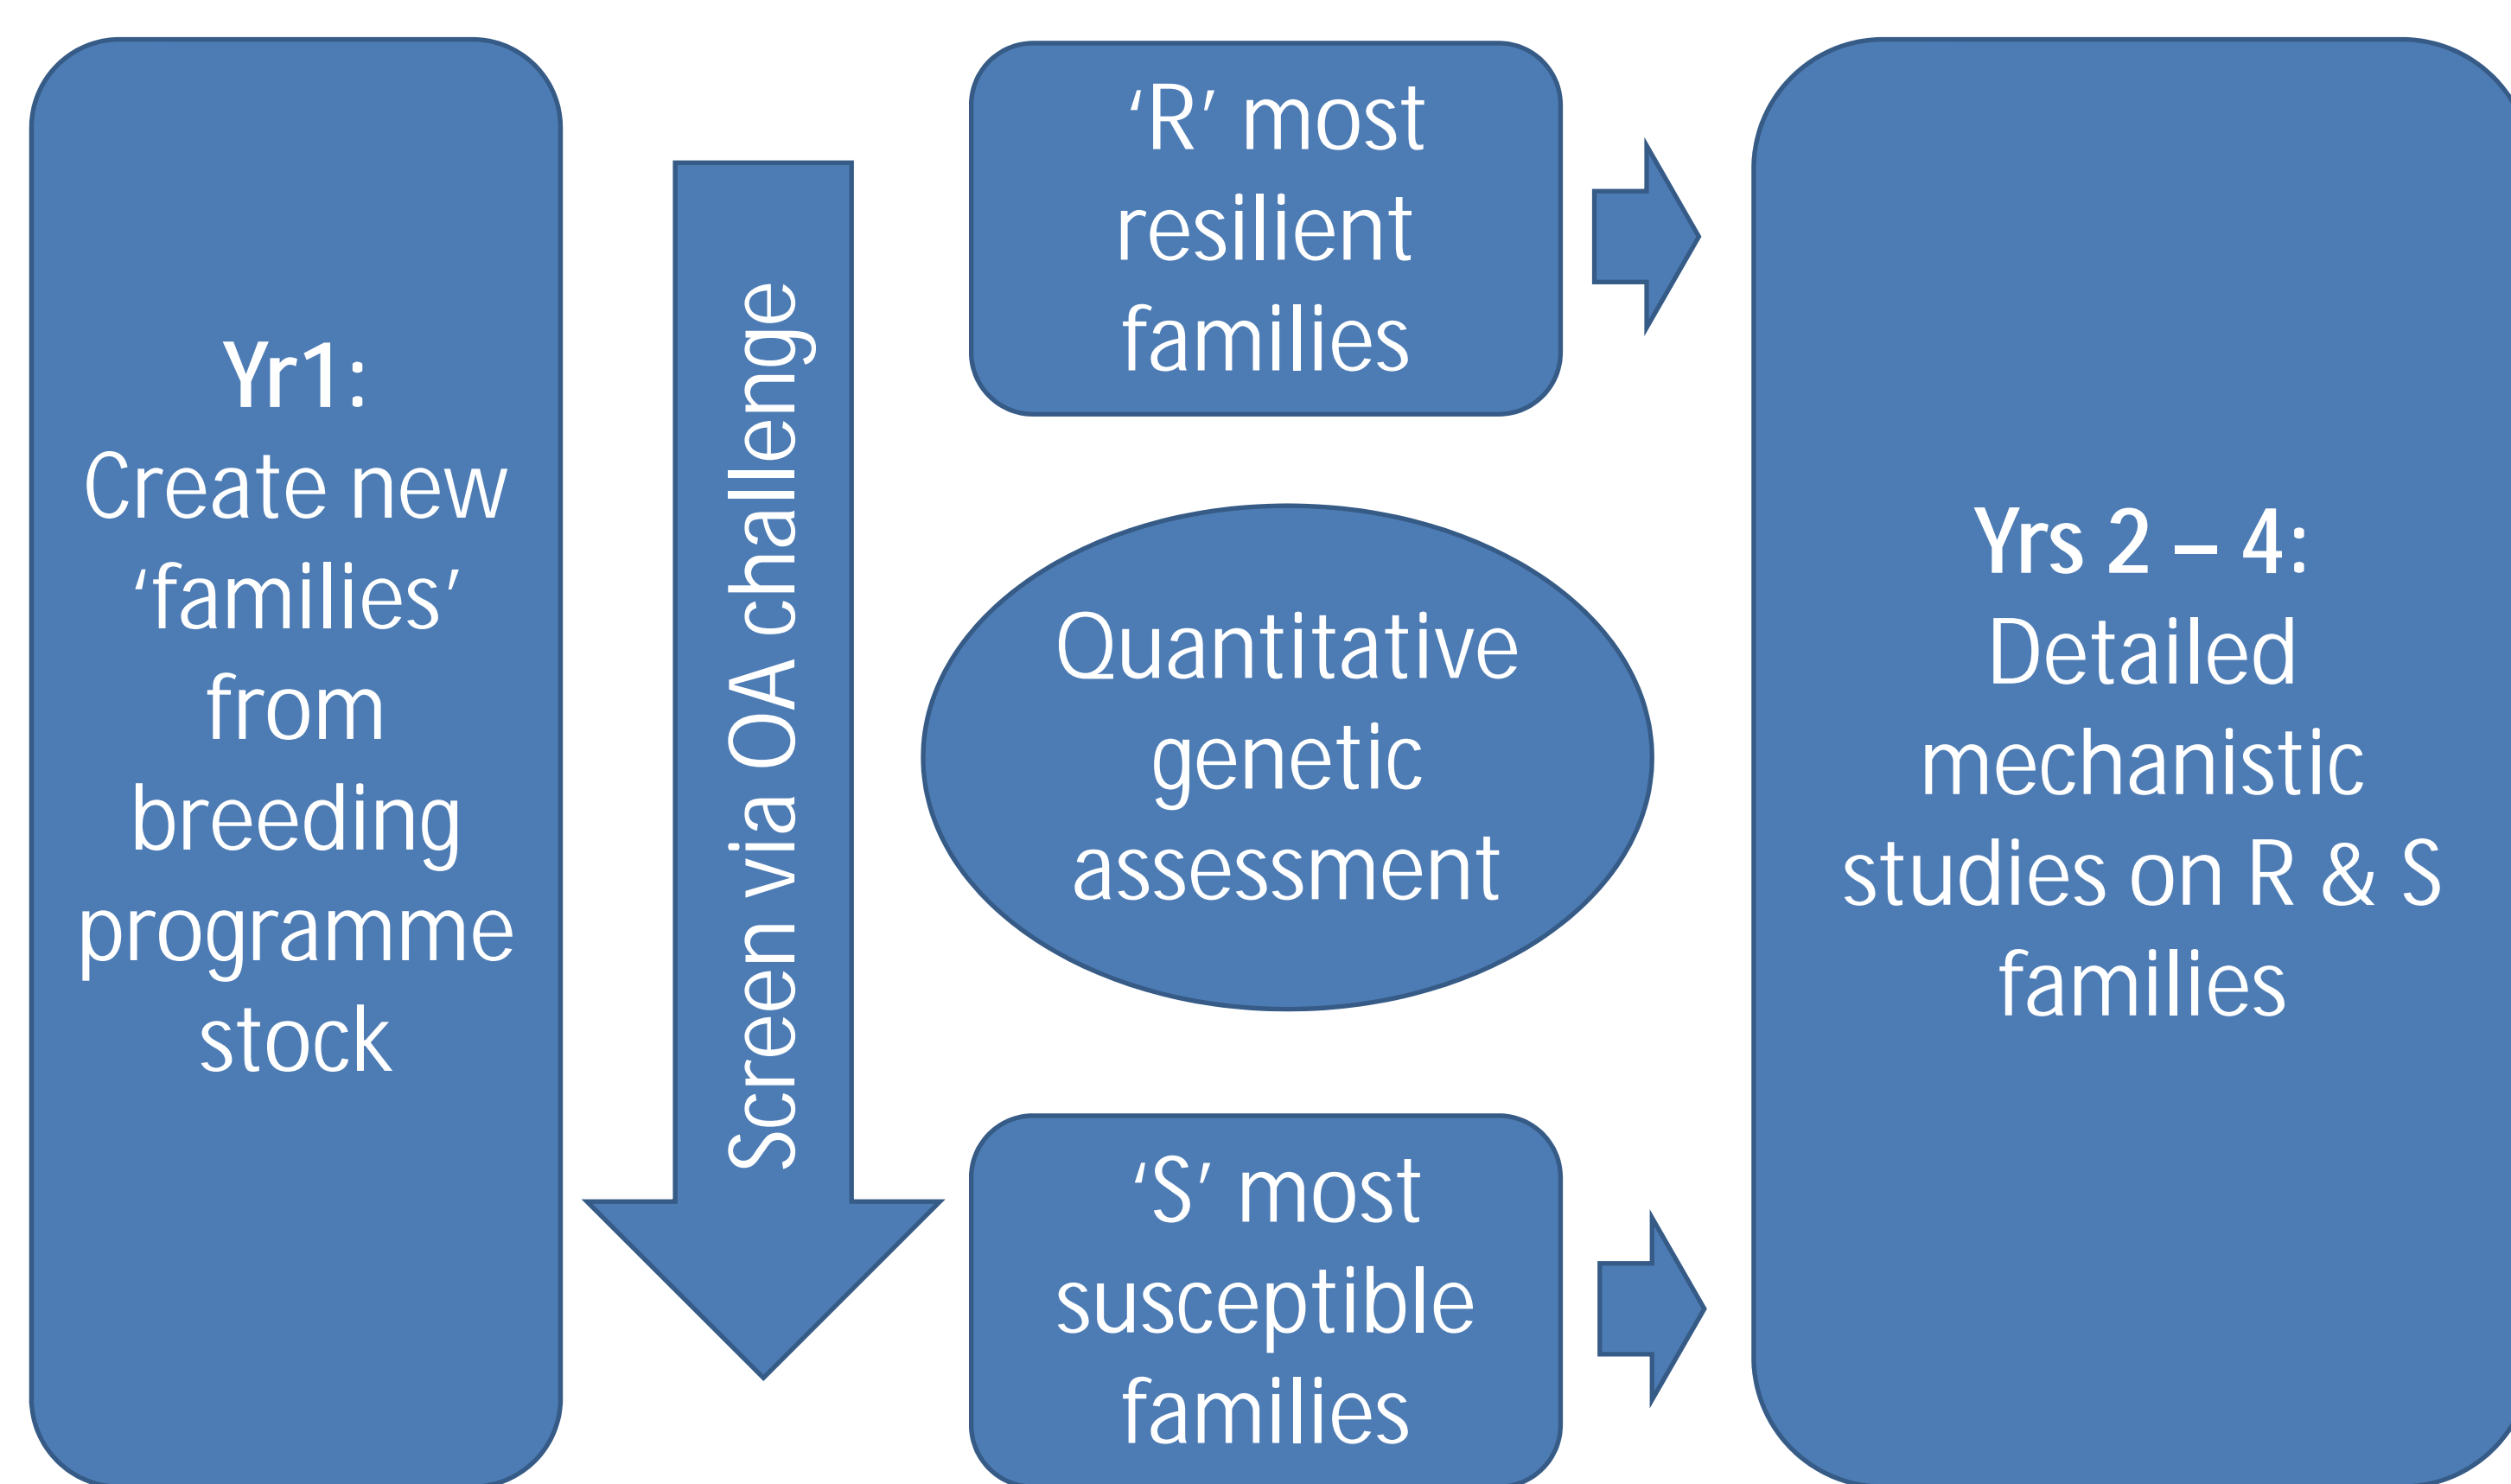 Yr1:
Create new
‘families’
from
breeding
programme
stock
Screen via OA challenge
‘R’ most
resilient
families
Quantitative
genetic
assessment
‘S’ most
susceptible
families
Yrs 2 – 4:
Detailed
mechanistic
studies on R & S
families